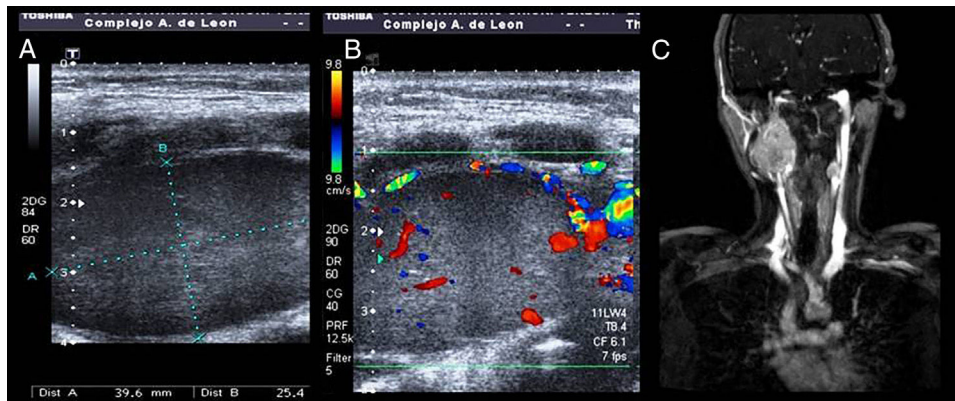 A
TOSHIBA
Complejo A. de Leon - -
T
0
1
2
3
4
2DG
84
DR
60
B
A
Dist A 39.6 mm Dist B 25.4
B
TOSHIBA
Complejo A. de Leon - - Th
9.8
9.8
cm/s
0
1
2
3
2DG
90
DR
60
CG
40
PRF
12.5k
Filter
5
11LW4
T8.4
CF 6.1
7 fps
C